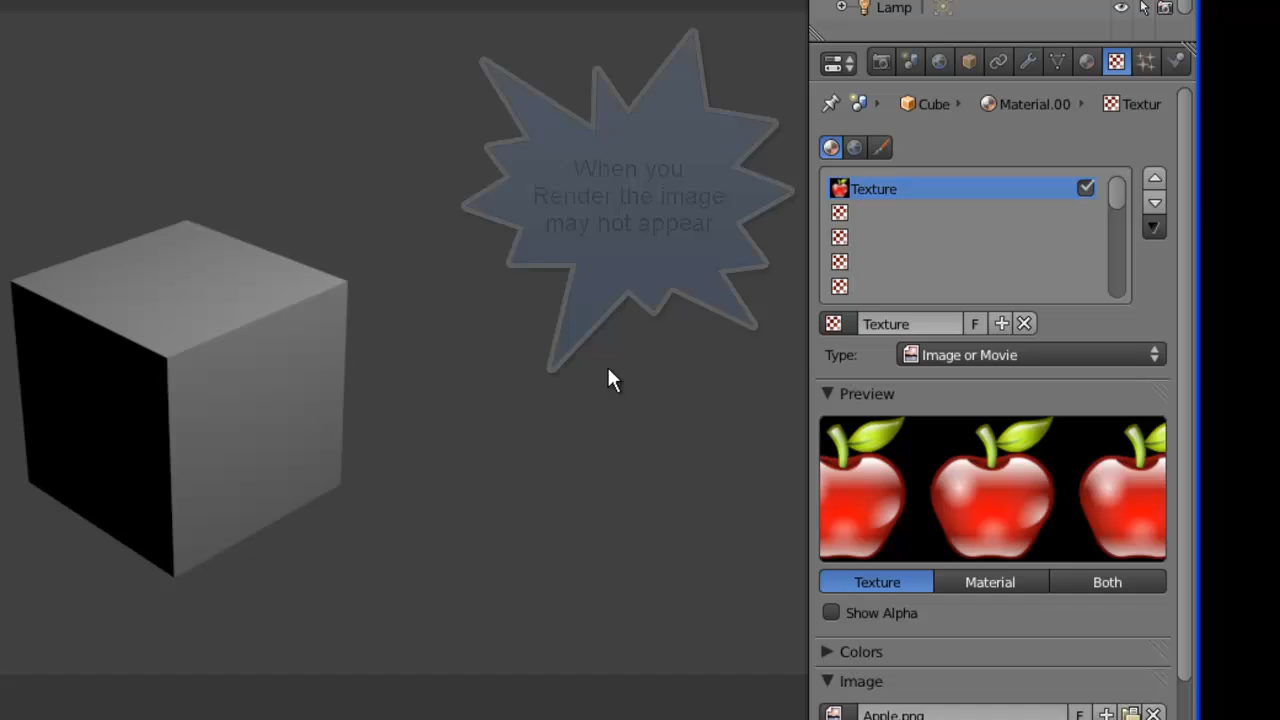 Lamp
Cube
Material.00
Textur
When you
Render the image
may not appear
Texture
Texture
F
Type:
Image or Movie
Preview
Texture
Material
Both
Show Alpha
Colors
Image
Apple.png
F